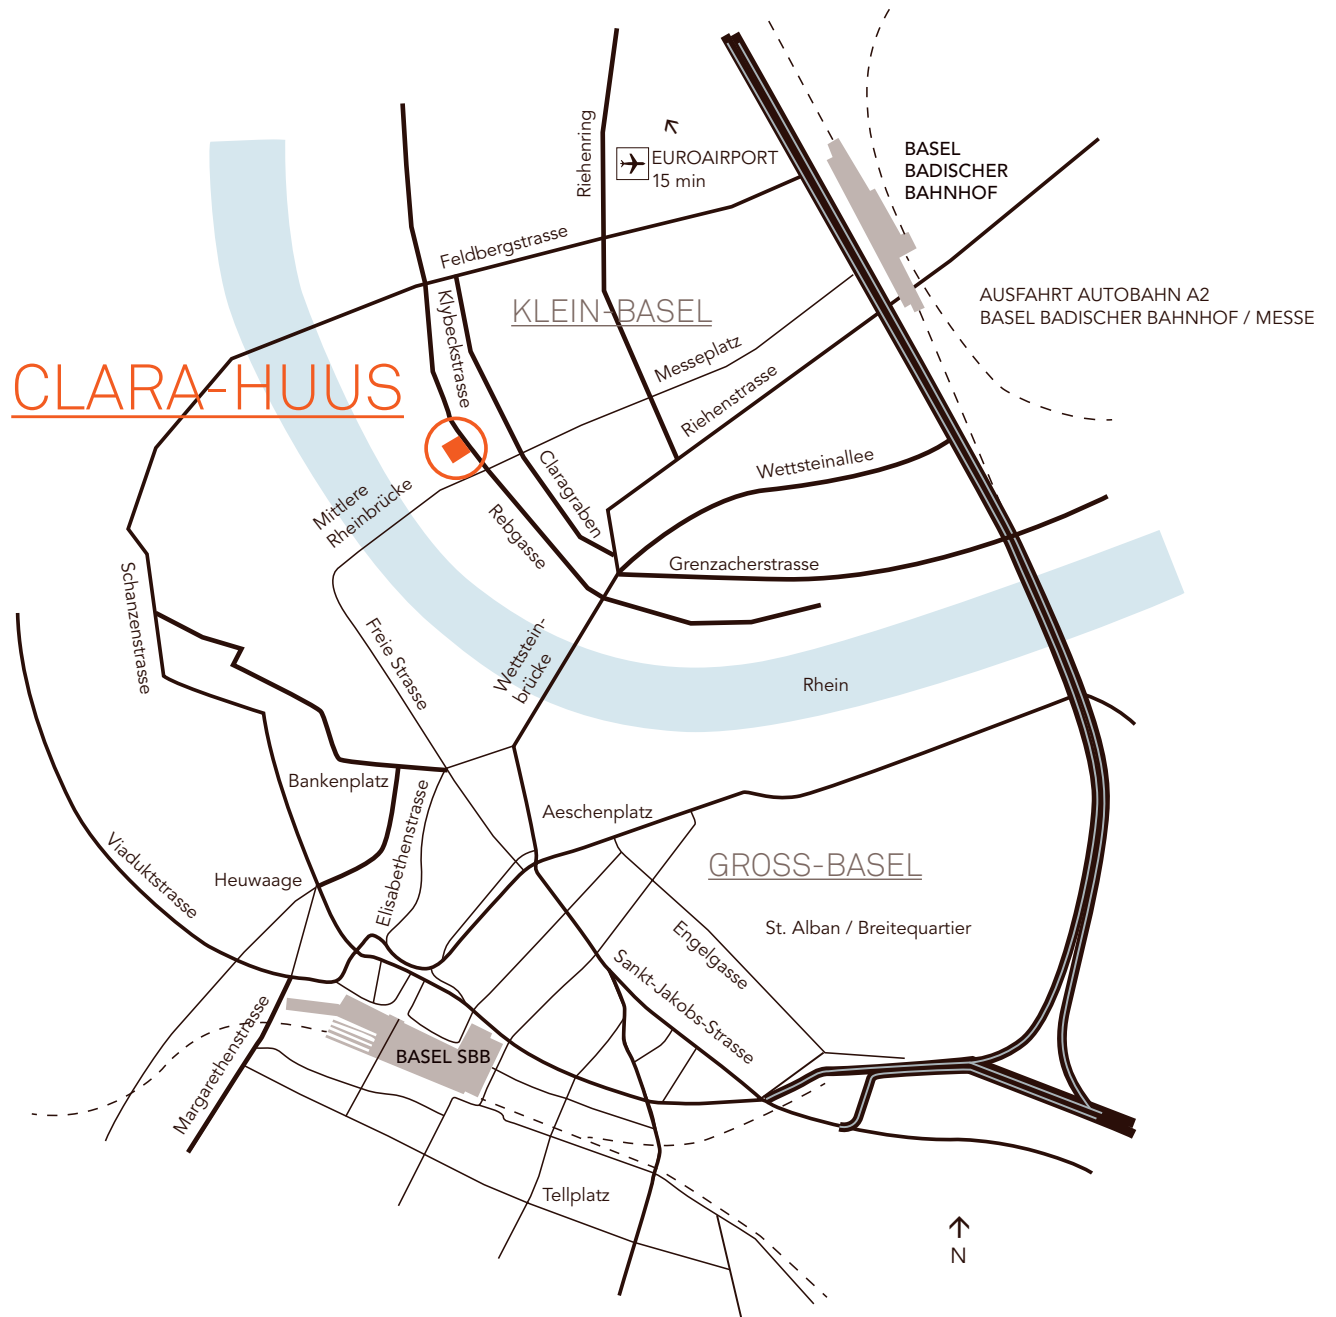 Riehenring
EUROAIRPORT
15 min
BASEL
BADISCHER
BAHNHOF
Feldbergstrasse
AUSFAHRT AUTOBAHN A2
BASEL BADISCHER BAHNHOF / MESSE
KLEIN-BASEL
Klybeckstrasse
Messeplatz
CLARA-HUUS
Riehenstrasse
Wettsteinallee
Claragraben
Mittlere
Rheinbrücke
Rebgasse
Grenzacherstrasse
Schanzenstrasse
Freie Strasse
Wettstein-
brücke
Rhein
Bankenplatz
Elisabethenstrasse
Aeschenplatz
Viaduktstrasse
Heuwaage
GROSS-BASEL
St. Alban / Breitequartier
Engelgasse
Sankt-Jakobs-Strasse
Margarethenstrasse
BASEL SBB
Tellplatz
N